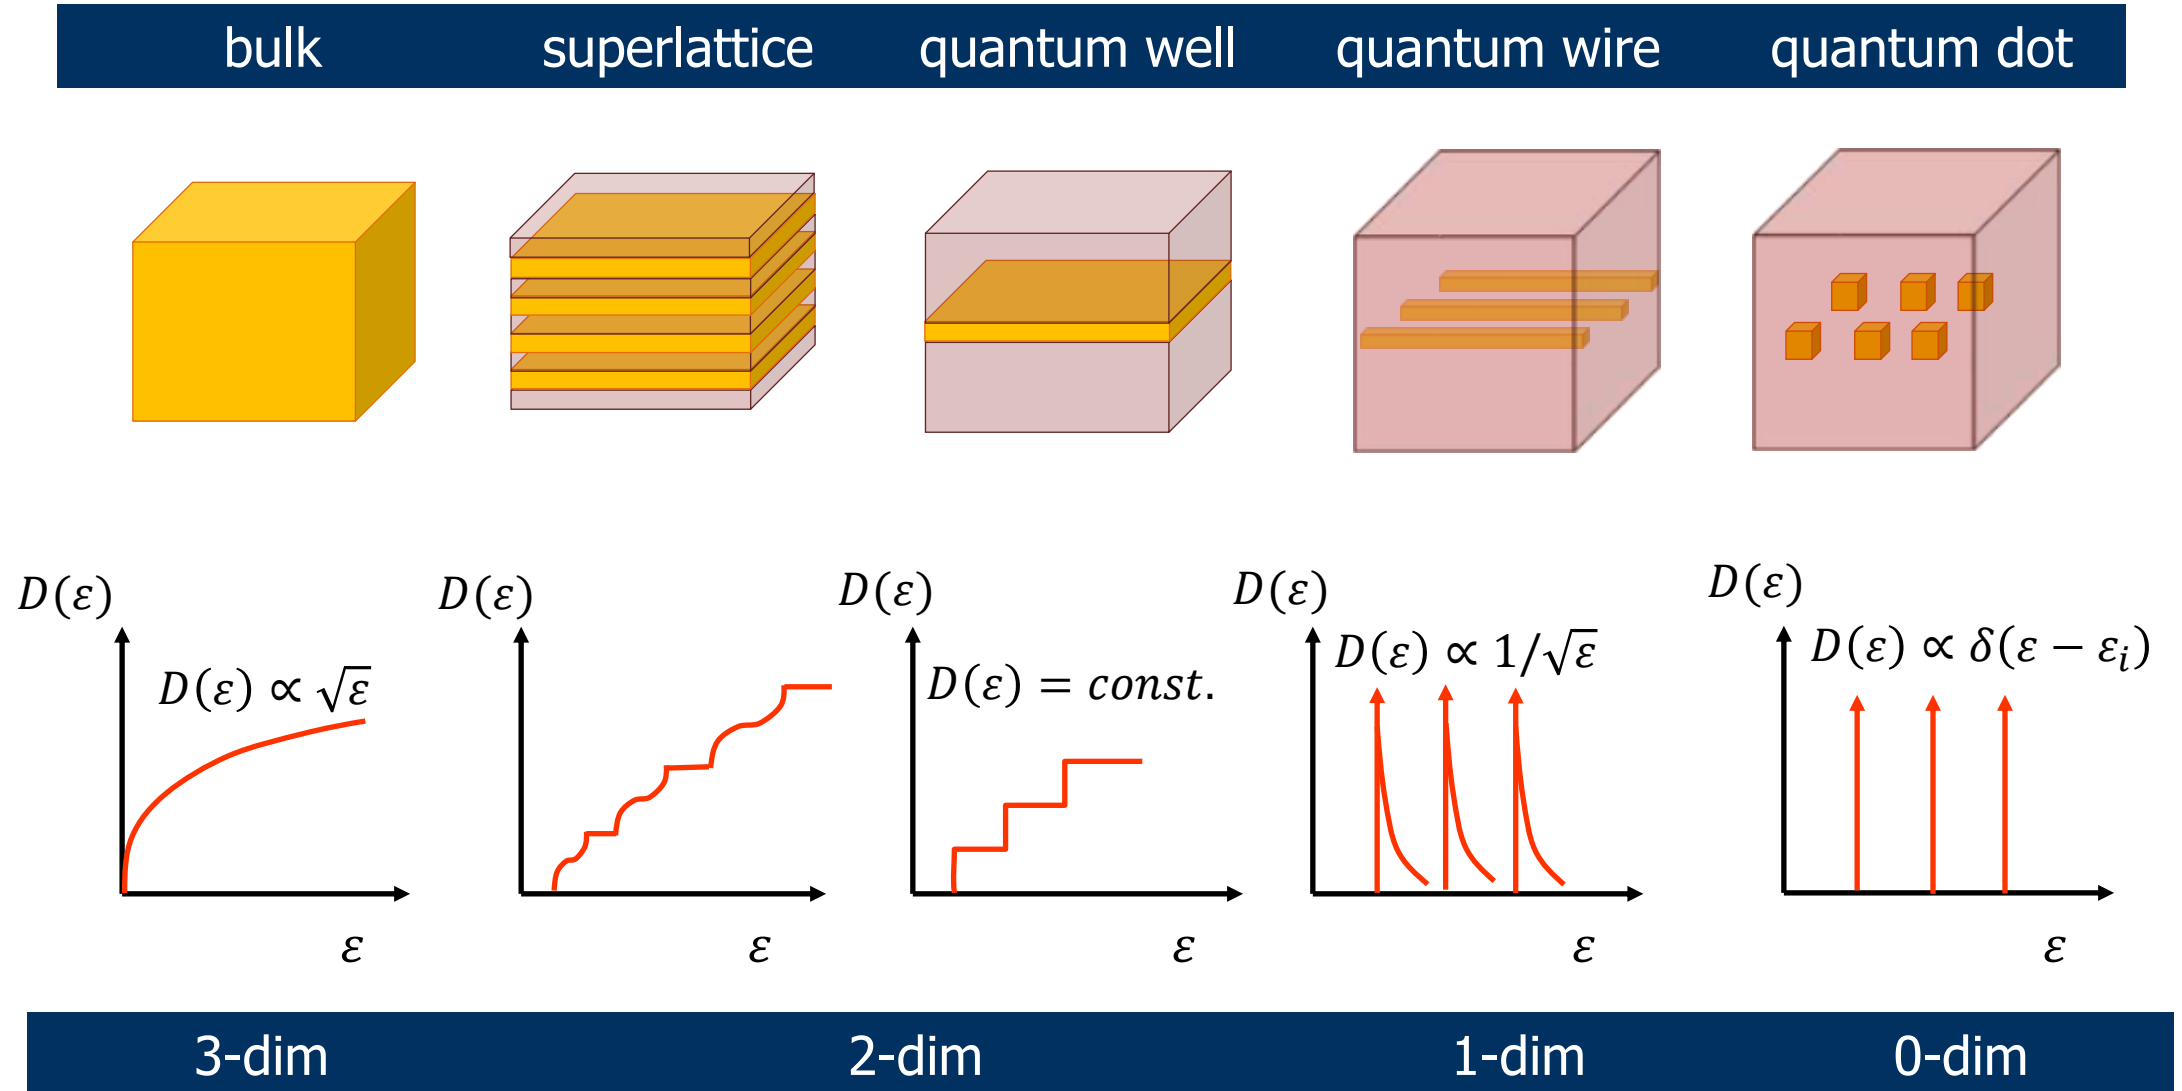 bulk superlattice quantum well quantum wire quantum dot
D(ε) D(ε) D(ε) D(ε) D(ε)
D(ε) ∝ √ε D(ε) = const. D(ε) ∝ 1/√ε D(ε) ∝ δ(ε − εᵢ)
ε ε ε ε ε
3-dim 2-dim 1-dim 0-dim